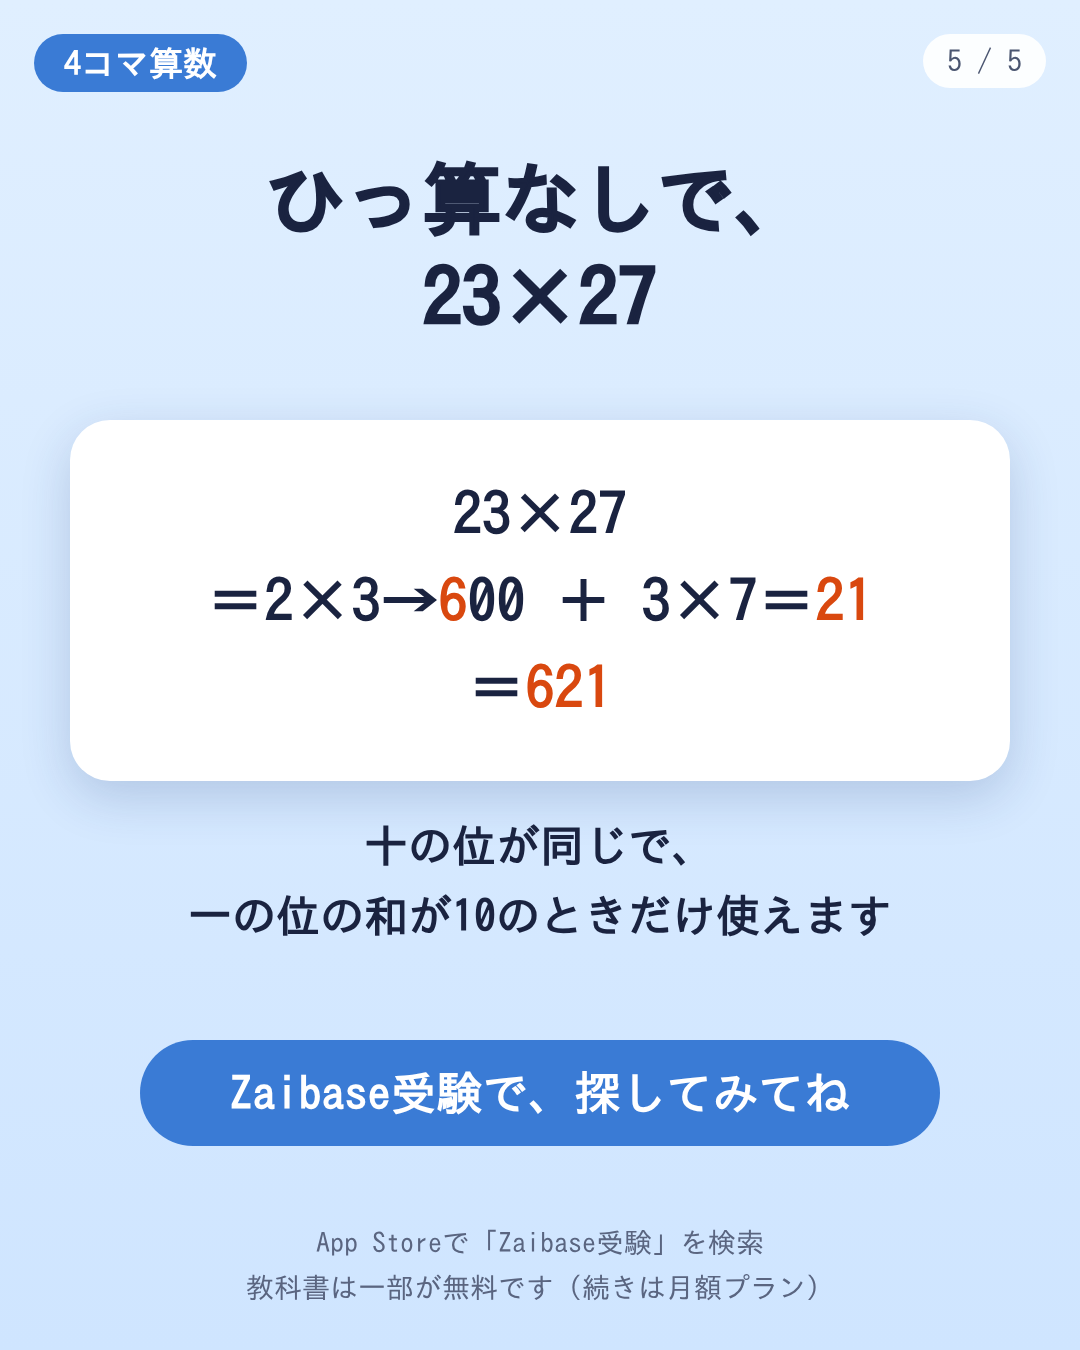 4コマ算数
5 / 5
ひっ算なしで、
23×27
23×27
＝2×3→600 ＋ 3×7＝21
＝621
十の位が同じで、
一の位の和が10のときだけ使えます
Zaibase受験で、探してみてね
App Storeで「Zaibase受験」を検索
教科書は一部が無料です（続きは月額プラン）